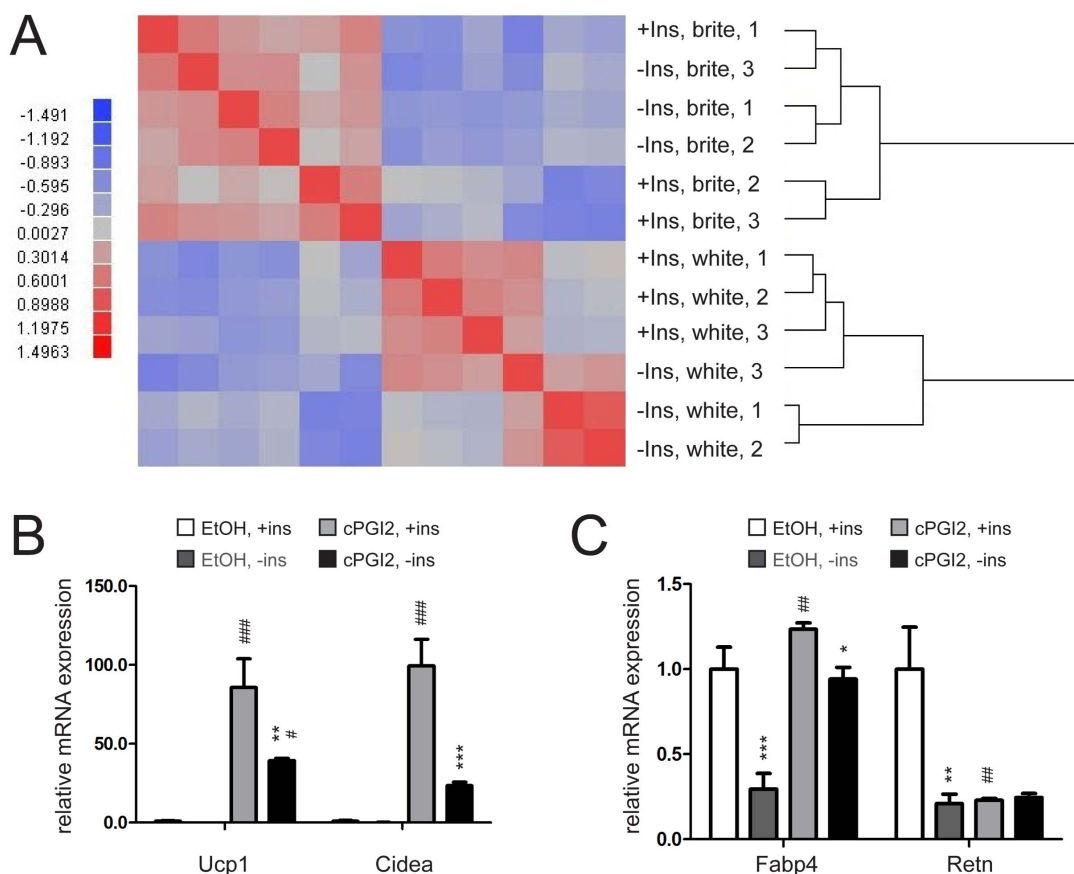 A
-1.491
-1.192
-0.893
-0.595
-0.296
0.0027
0.3014
0.6001
0.8988
1.1975
1.4963
+Ins, brite, 1
-Ins, brite, 3
-Ins, brite, 1
-Ins, brite, 2
+Ins, brite, 2
+Ins, brite, 3
+Ins, white, 1
+Ins, white, 2
+Ins, white, 3
-Ins, white, 3
-Ins, white, 1
-Ins, white, 2
B
EtOH, +ins
cPGI2, +ins
EtOH, -ins
cPGI2, -ins
relative mRNA expression
150.0
100.0
50.0
0.0
###
**
#
###
***
Ucp1
Cidea
C
EtOH, +ins
cPGI2, +ins
EtOH, -ins
cPGI2, -ins
relative mRNA expression
1.5
1.0
0.5
0.0
***
##
*
**
##
Fabp4
Retn